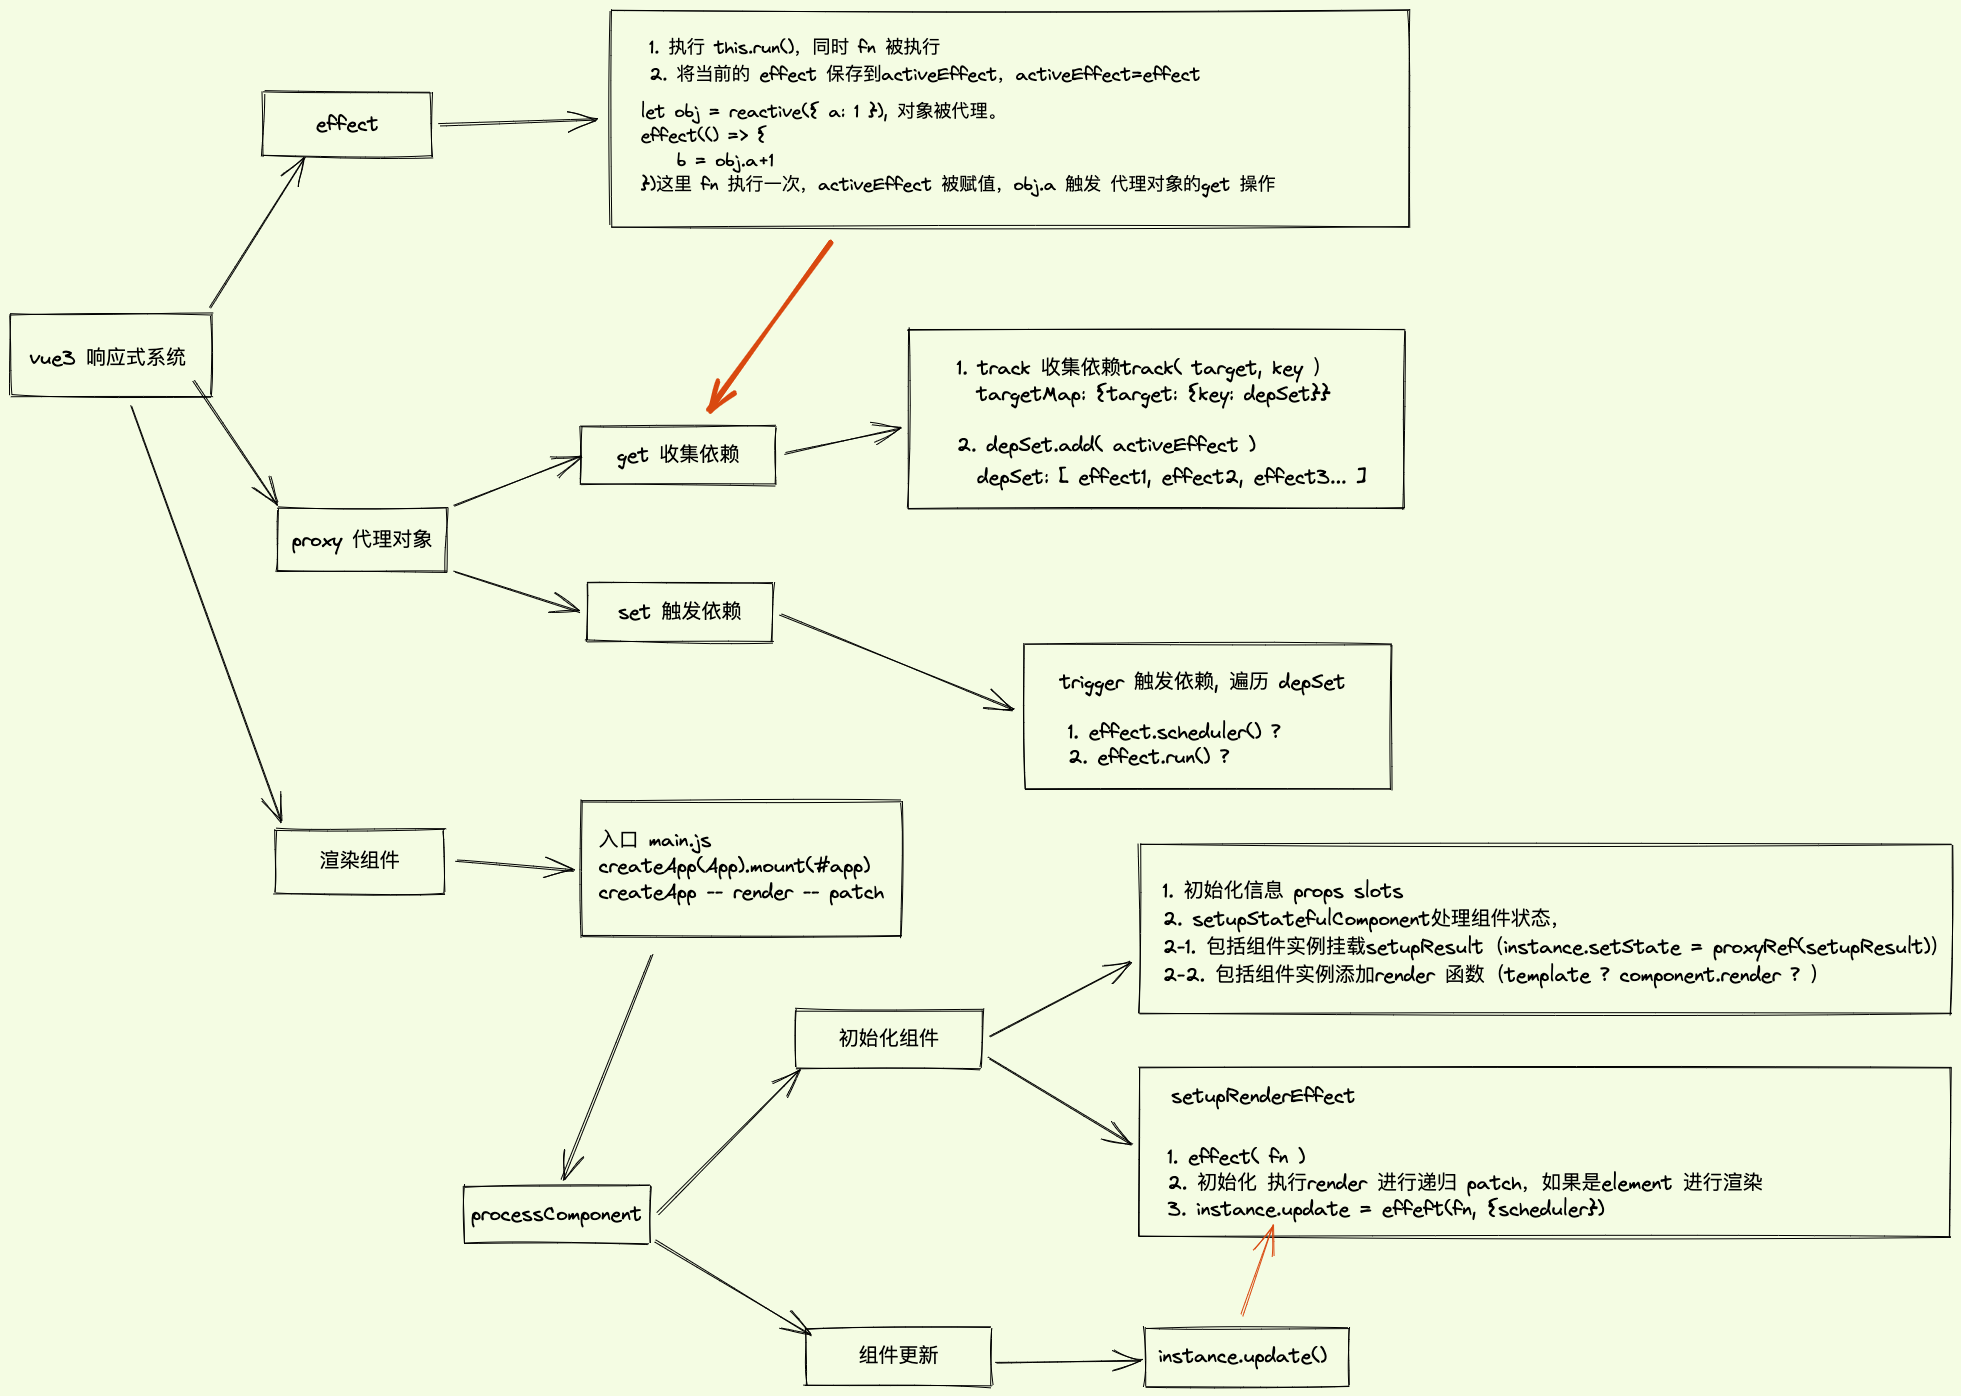 1. 执行 this.run()，同时 fn 被执行
2. 将当前的 effect 保存到activeEffect，activeEffect=effect
let obj = reactive({ a: 1 }), 对象被代理。
effect(() => {
b = obj.a+1
})这里 fn 执行一次，activeEffect 被赋值，obj.a 触发 代理对象的get 操作
effect
vue3 响应式系统
1. track 收集依赖track( target, key )
targetMap: {target: {key: depSet}}
2. depSet.add( activeEffect )
depSet: [ effect1, effect2, effect3... ]
get 收集依赖
proxy 代理对象
set 触发依赖
trigger 触发依赖, 遍历 depSet
1. effect.scheduler() ?
2. effect.run() ?
渲染组件
入口 main.js
createApp(App).mount(#app)
createApp -- render -- patch
1. 初始化信息 props slots
2. setupStatefulComponent处理组件状态，
2-1. 包括组件实例挂载setupResult（instance.setState = proxyRef(setupResult)）
2-2. 包括组件实例添加render 函数（template ? component.render ? ）
初始化组件
setupRenderEffect
1. effect( fn )
2. 初始化 执行render 进行递归 patch，如果是element 进行渲染
3. instance.update = effeft(fn, {scheduler})
processComponent
组件更新
instance.update()